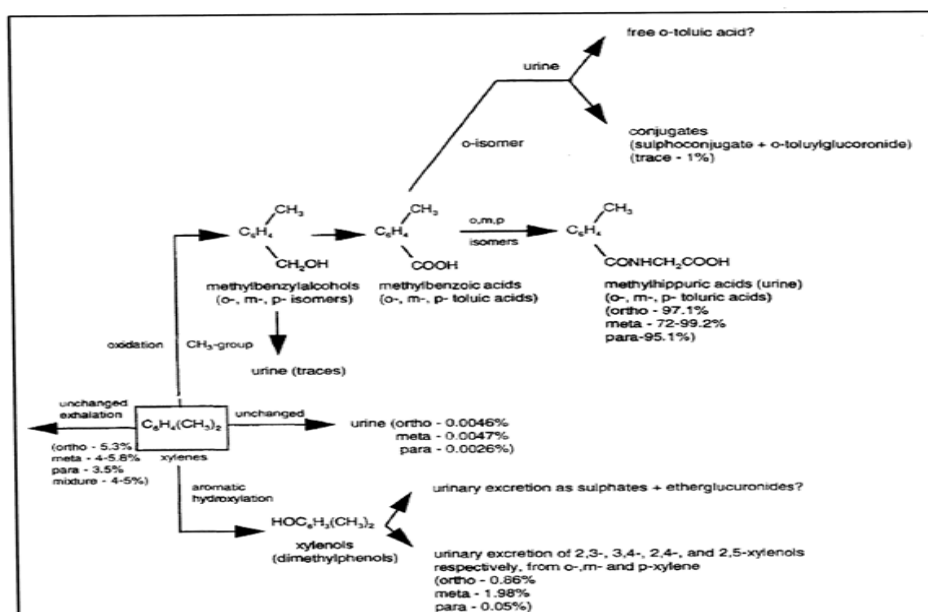 free o-toluic acid?
urine
conjugates
(sulphoconjugate + o-toluylglucoronide)
(trace - 1%)
o-isomer
CH₃
C₆H₄
CH₂OH
methylbenzylalcohols
(o-, m-, p- isomers)
CH₃
C₆H₄
COOH
methylbenzoic acids
(o-, m-, p- toluic acids)
o,m,p
isomers
CH₃
C₆H₄
CONHCH₂COOH
methylhippuric acids (urine)
(o-, m-, p- toluric acids)
(ortho - 97.1%
meta - 72-99.2%
para-95.1%)
oxidation
CH₃-group
urine (traces)
unchanged
exhalation
C₆H₄(CH₃)₂
xylenes
unchanged
urine (ortho - 0.0046%
meta - 0.0047%
para - 0.0026%)
(ortho - 5.3%
meta - 4-5.8%
para - 3.5%
mixture - 4-5%)
aromatic
hydroxylation
HOC₆H₃(CH₃)₂
xylenols
(dimethylphenols)
urinary excretion as sulphates + etherglucuronides?
urinary excretion of 2,3-, 3,4-, 2,4-, and 2,5-xylenols
respectively, from o-,m- and p-xylene
(ortho - 0.86%
meta - 1.98%
para - 0.05%)